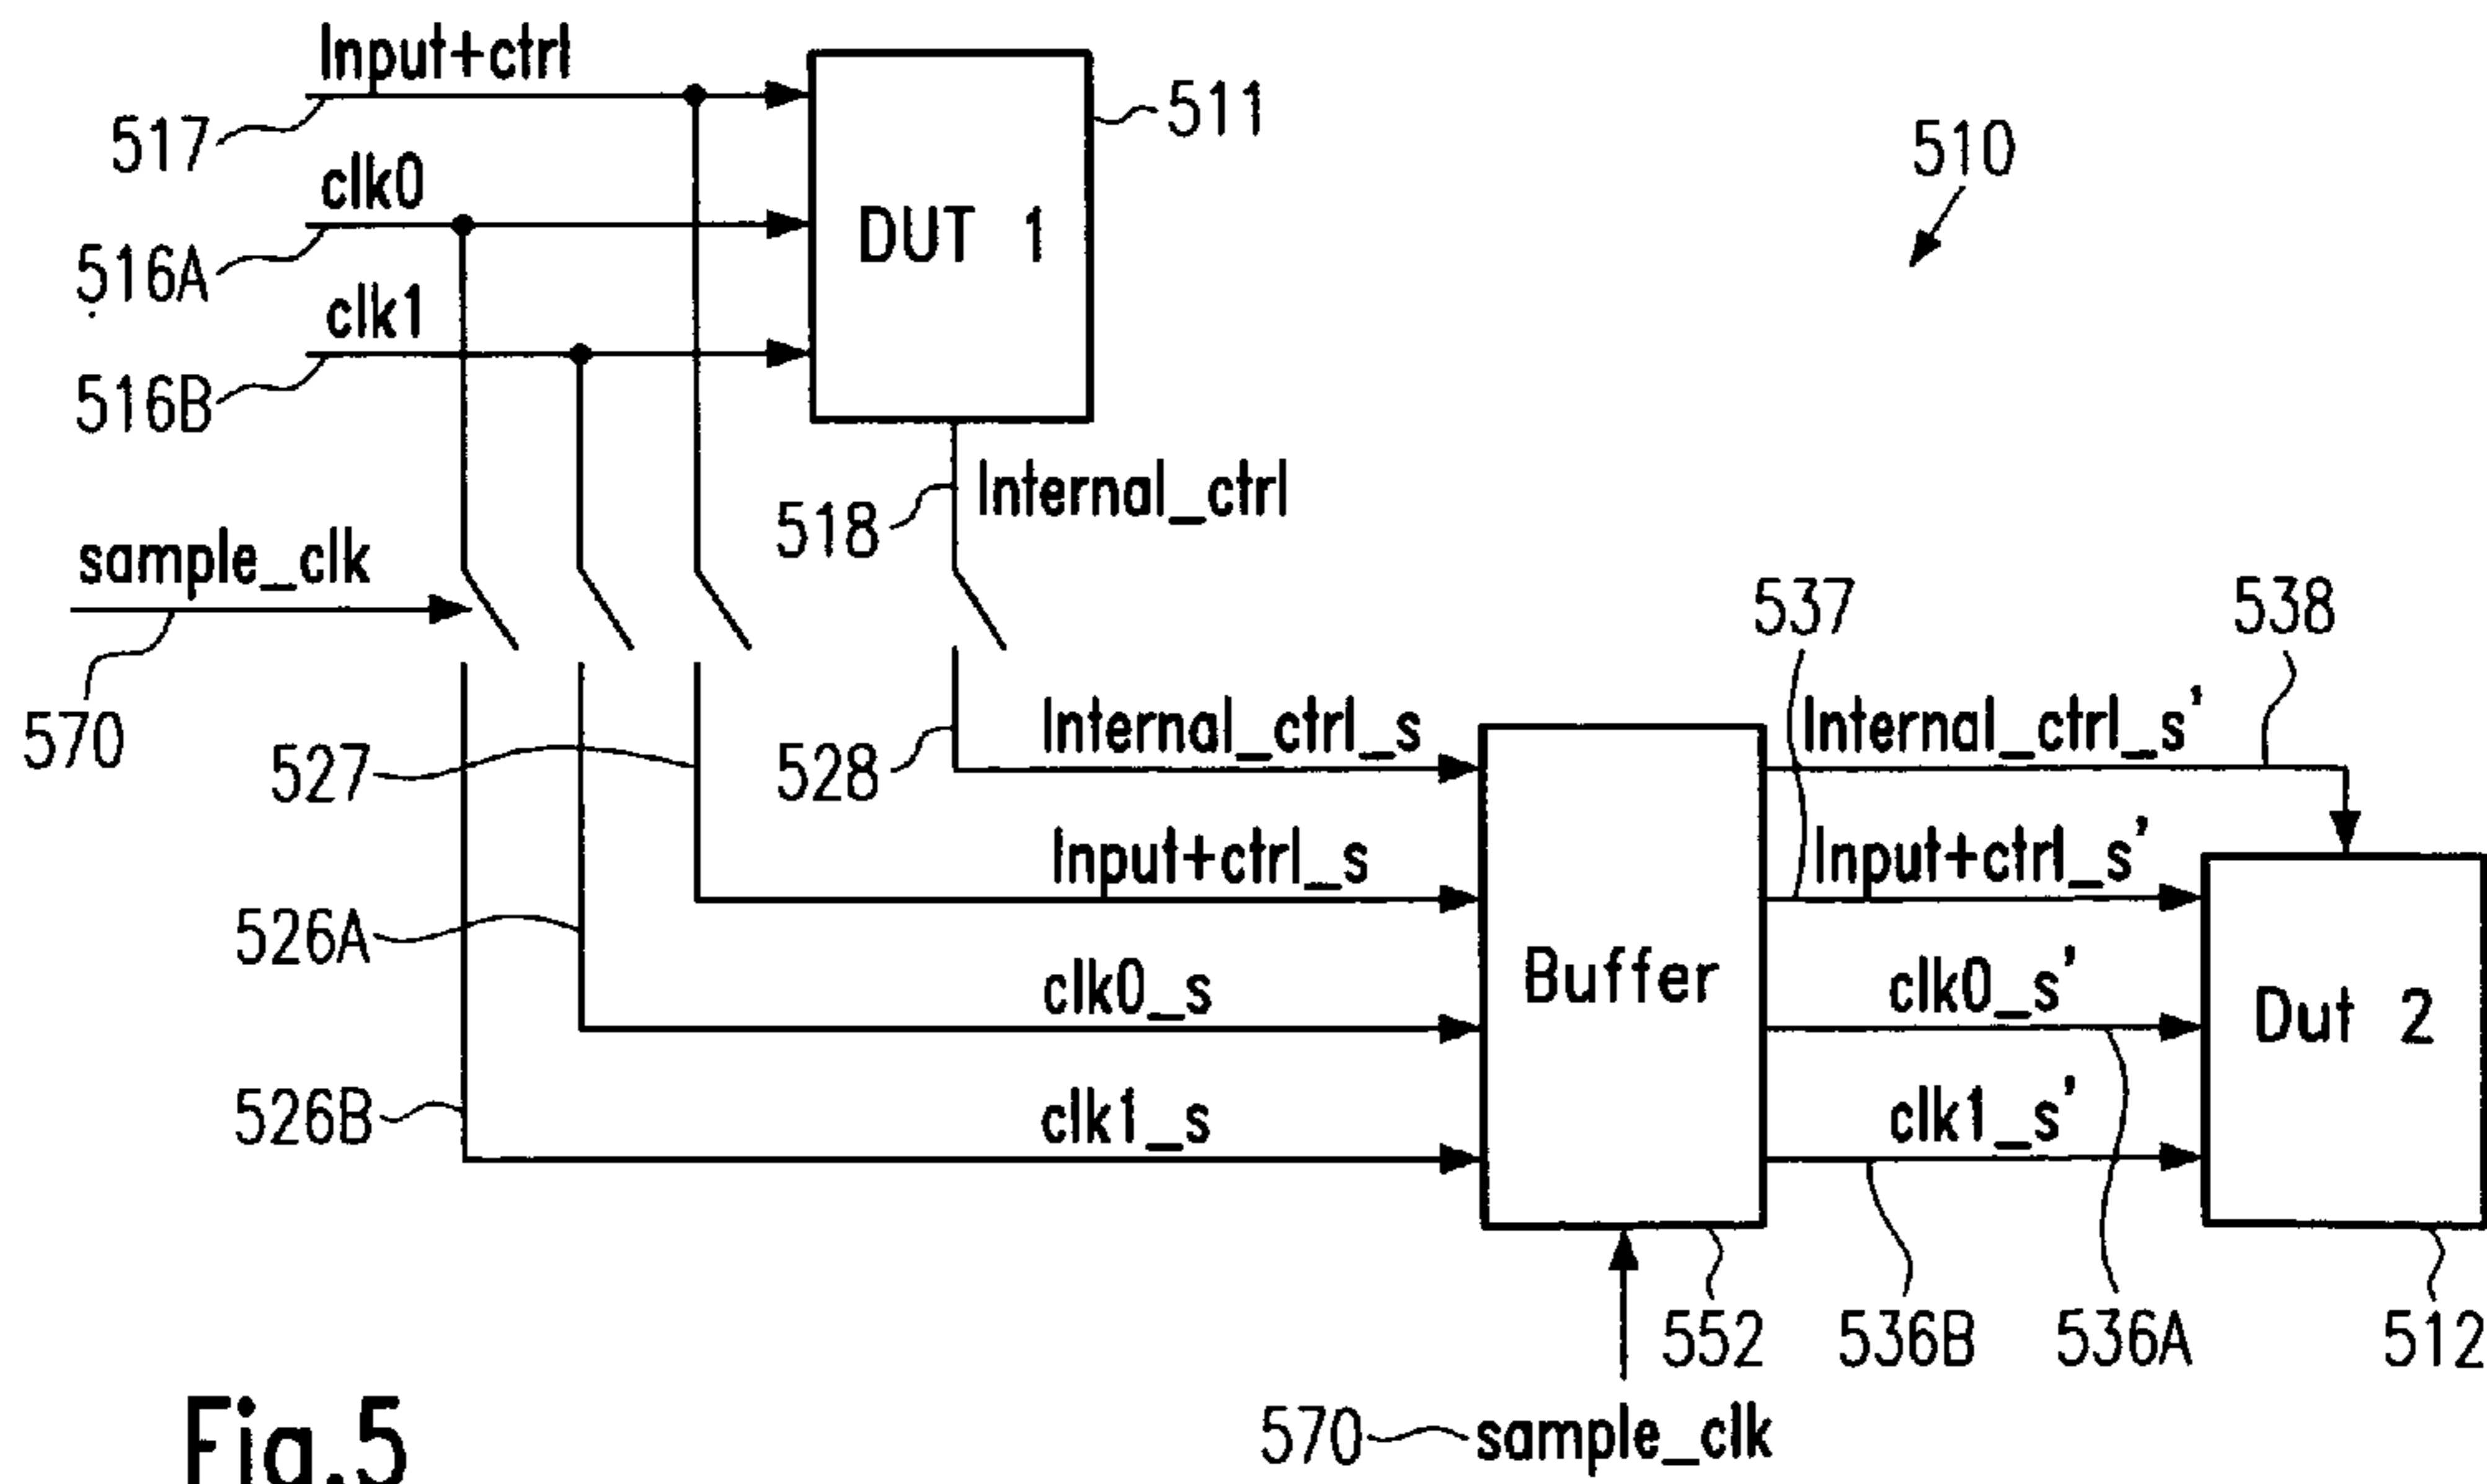 Input+ctrl
517
clk0
516A
clk1
516B
DUT 1
511
510
518
Internal_ctrl
sample_clk
570
527
528
526A
526B
Internal_ctrl_s
Input+ctrl_s
clk0_s
clk1_s
Buffer
537
538
Internal_ctrl_s'
Input+ctrl_s'
clk0_s'
clk1_s'
Dut 2
552
536B
536A
512
570
sample_clk
Fig.5